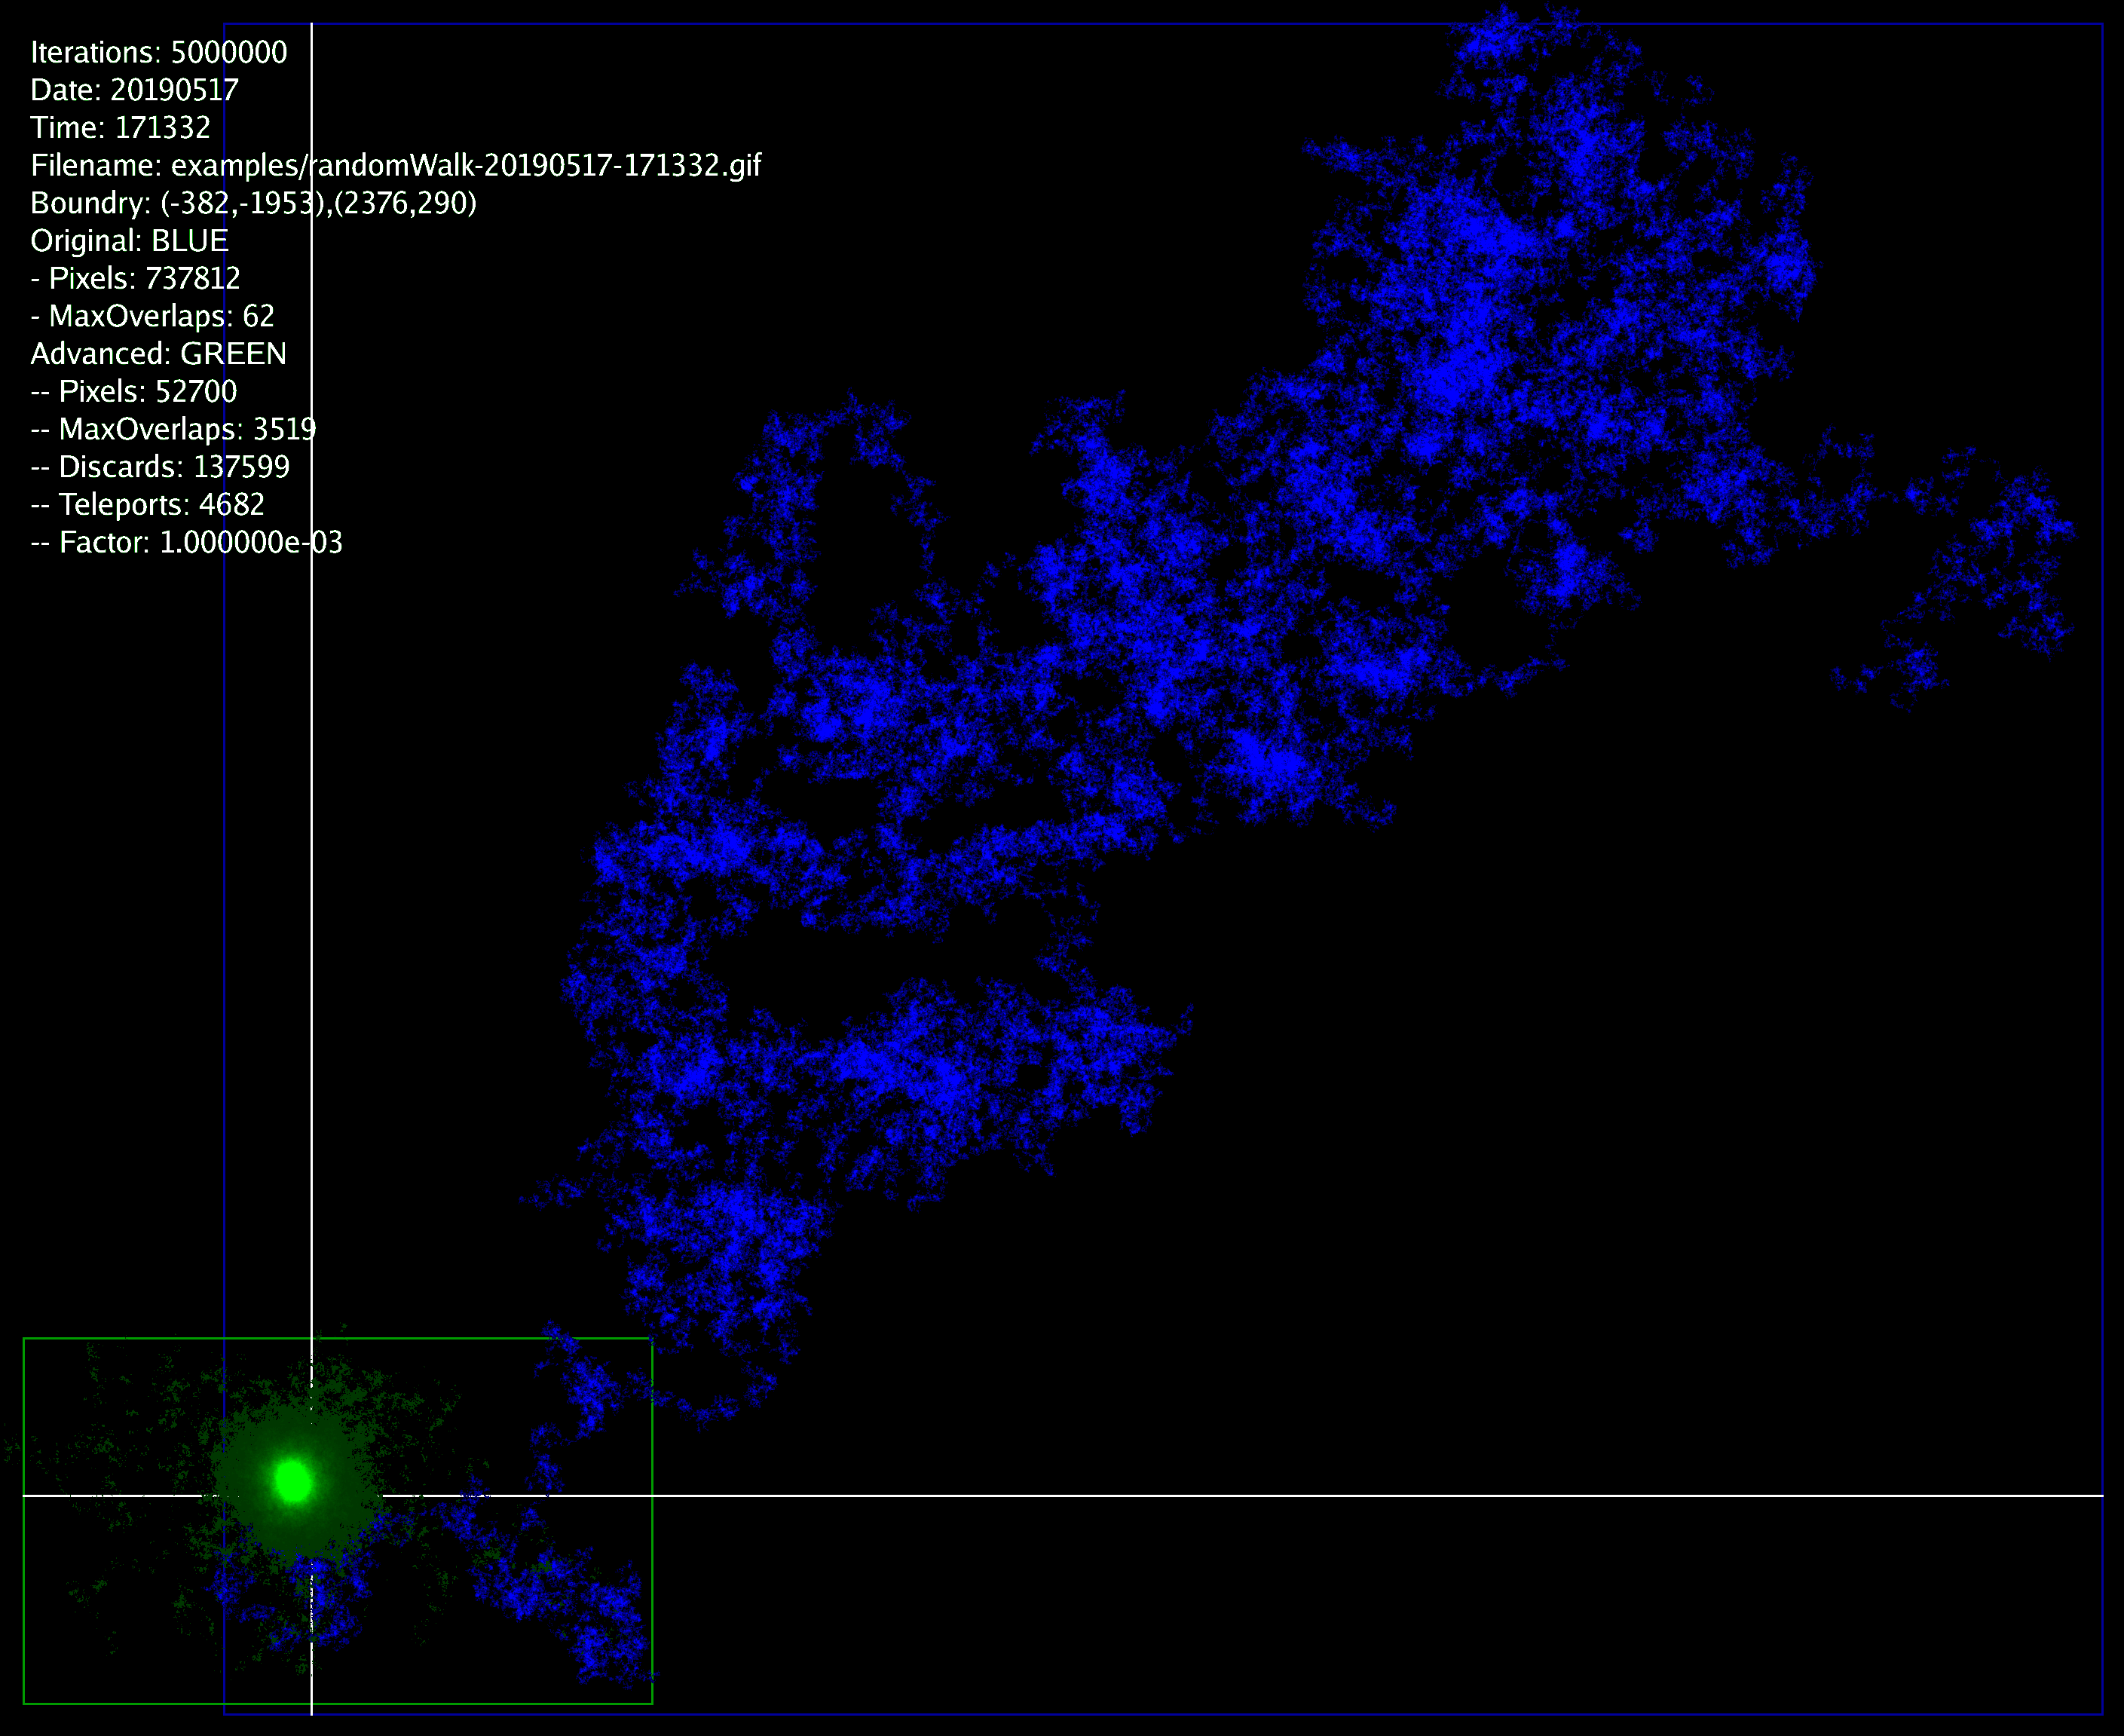 Iterations: 5000000
Date: 20190517
Time: 171332
Filename: examples/randomWalk-20190517-171332.gif
Boundry: (-382,-1953),(2376,290)
Original: BLUE
- Pixels: 737812
- MaxOverlaps: 62
Advanced: GREEN
-- Pixels: 52700
-- MaxOverlaps: 3519
-- Discards: 137599
-- Teleports: 4682
-- Factor: 1.000000e-03